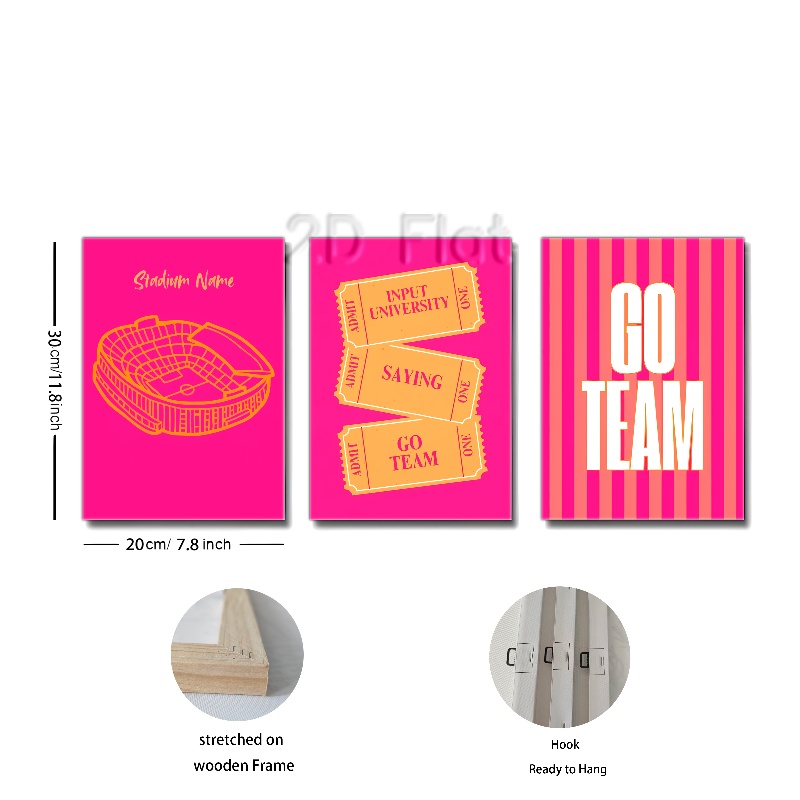 2D Flat
Stadium Name
ADMIT
INPUT
UNIVERSITY
ONE
ADMIT
SAYING
ONE
ADMIT
GO
TEAM
ONE
GO
TEAM
30cm/11.8inch
20cm/ 7.8 inch
stretched on
wooden Frame
Hook
Ready to Hang